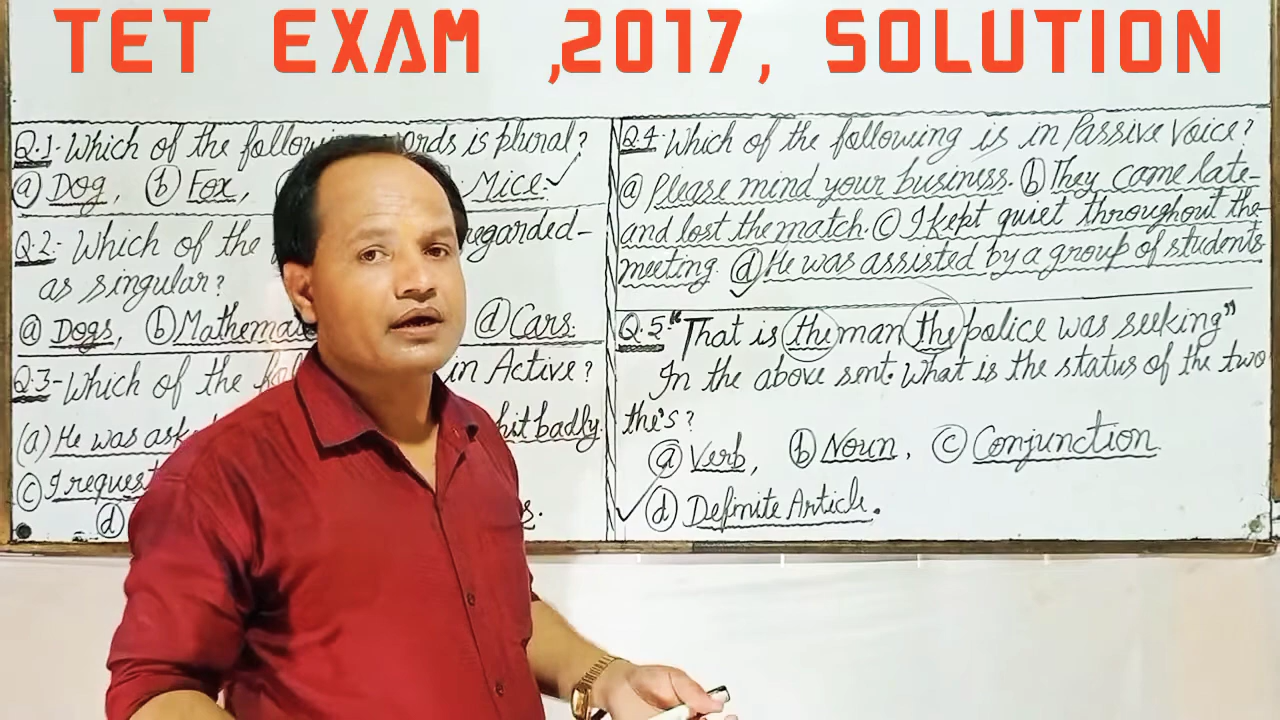 TET EXAM ,2017, SOLUTION
Q.1- Which of the following words is plural?
(a) Dog, (b) Fox, Mice.
Q.2- Which of the regarded-
as singular?
(a) Dogs, (b) (d) Cars.
Q.3- Which of the in Active?
(a) He was hit badly.
(c) I
(d)
Q.4- Which of the following is in Passive Voice?
(a) Please mind your business. (b) They came late-
and lost the match. (c) I kept quiet throughout the-
meeting. (d) He was assisted by a group of students.
Q.5- "That is the man the police was seeking"
In the above sent. What is the status of the two
the's?
(a) Verb, (b) Noun, (c) Conjunction
(d) Definite Article.